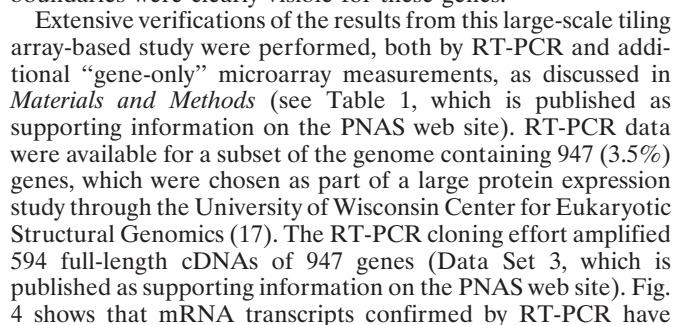 boundaries were clearly visible for these genes.
Extensive verifications of the results from this large-scale tiling
array-based study were performed, both by RT-PCR and addi-
tional “gene-only” microarray measurements, as discussed in
Materials and Methods (see Table 1, which is published as
supporting information on the PNAS web site). RT-PCR data
were available for a subset of the genome containing 947 (3.5%)
genes, which were chosen as part of a large protein expression
study through the University of Wisconsin Center for Eukaryotic
Structural Genomics (17). The RT-PCR cloning effort amplified
594 full-length cDNAs of 947 genes (Data Set 3, which is
published as supporting information on the PNAS web site). Fig.
4 shows that mRNA transcripts confirmed by RT-PCR have